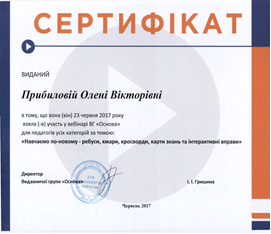 СЕРТИФІКАТ
ВИДАНИЙ
Прибиловій Олені Вікторівні
в тому, що вона (він) 23 червня 2017 року
взяла (-в) участь у вебінарі ВГ «Основа»
для педагогів усіх категорій за темою:
«Навчаємо по-новому - ребуси, хмари, кросворди, карти знань та інтерактивні вправи»
Директор
Видавничої групи «Основа»
І. І. Гришина
Червень 2017